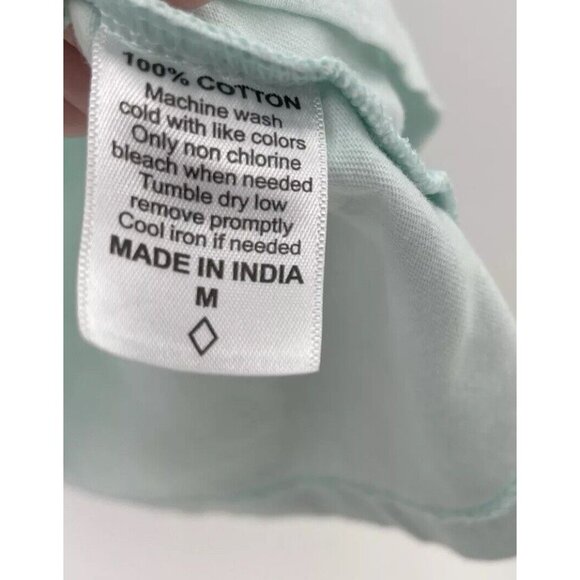 100% COTTON
Machine wash
cold with like colors
Only non chlorine
bleach when needed
Tumble dry low
remove promptly
Cool iron if needed
MADE IN INDIA
M